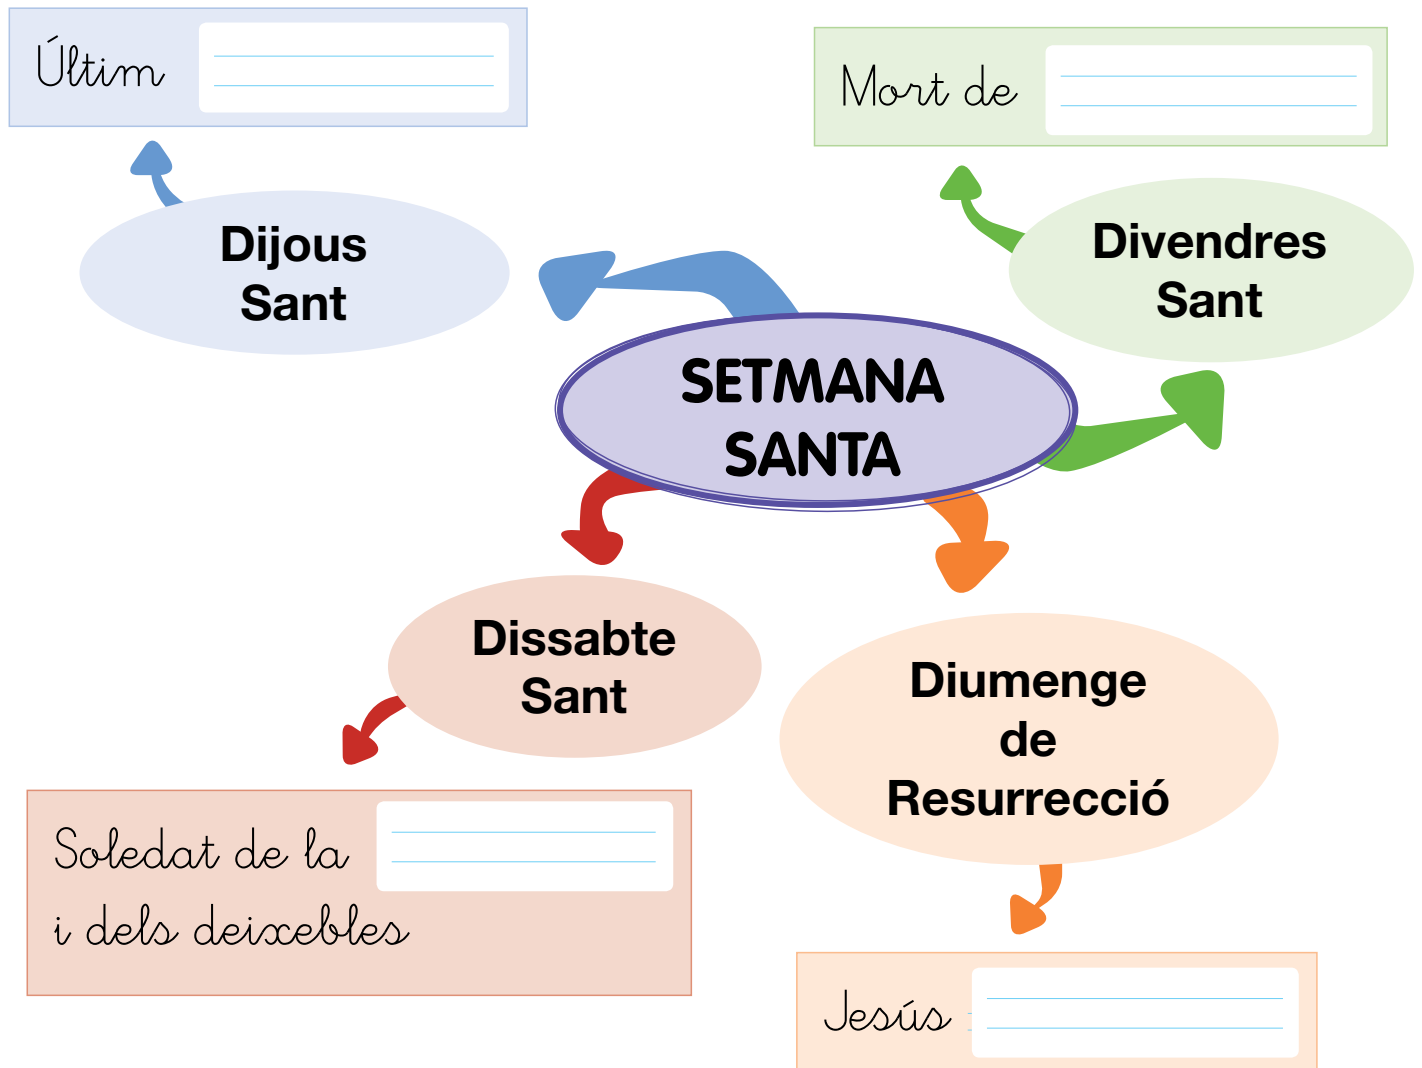 Últim
Mort de
Dijous
Sant
Divendres
Sant
SETMANA
SANTA
Dissabte
Sant
Diumenge
de
Resurrecció
Soledat de la
i dels deixebles
Jesús